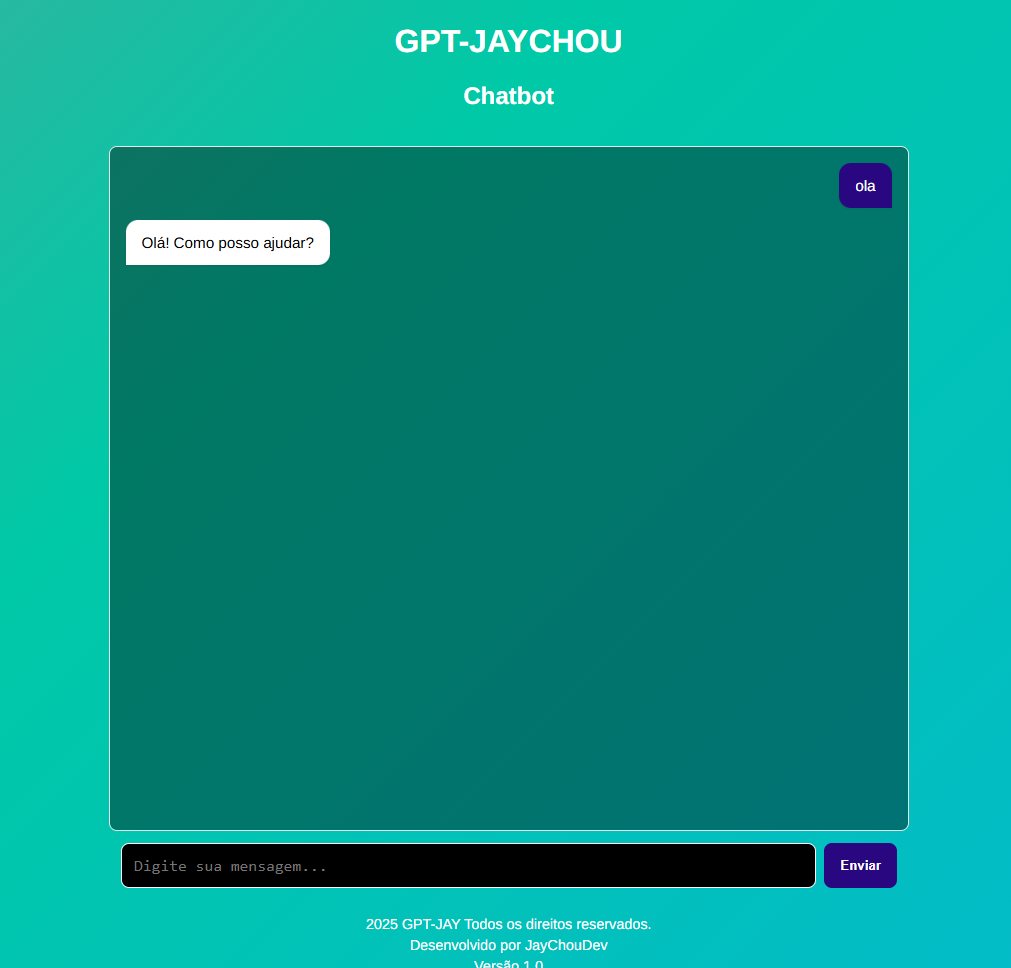 GPT-JAYCHOU
Chatbot
ola
Olá! Como posso ajudar?
Digite sua mensagem...
Enviar
2025 GPT-JAY Todos os direitos reservados.
Desenvolvido por JayChouDev
Versão 1.0